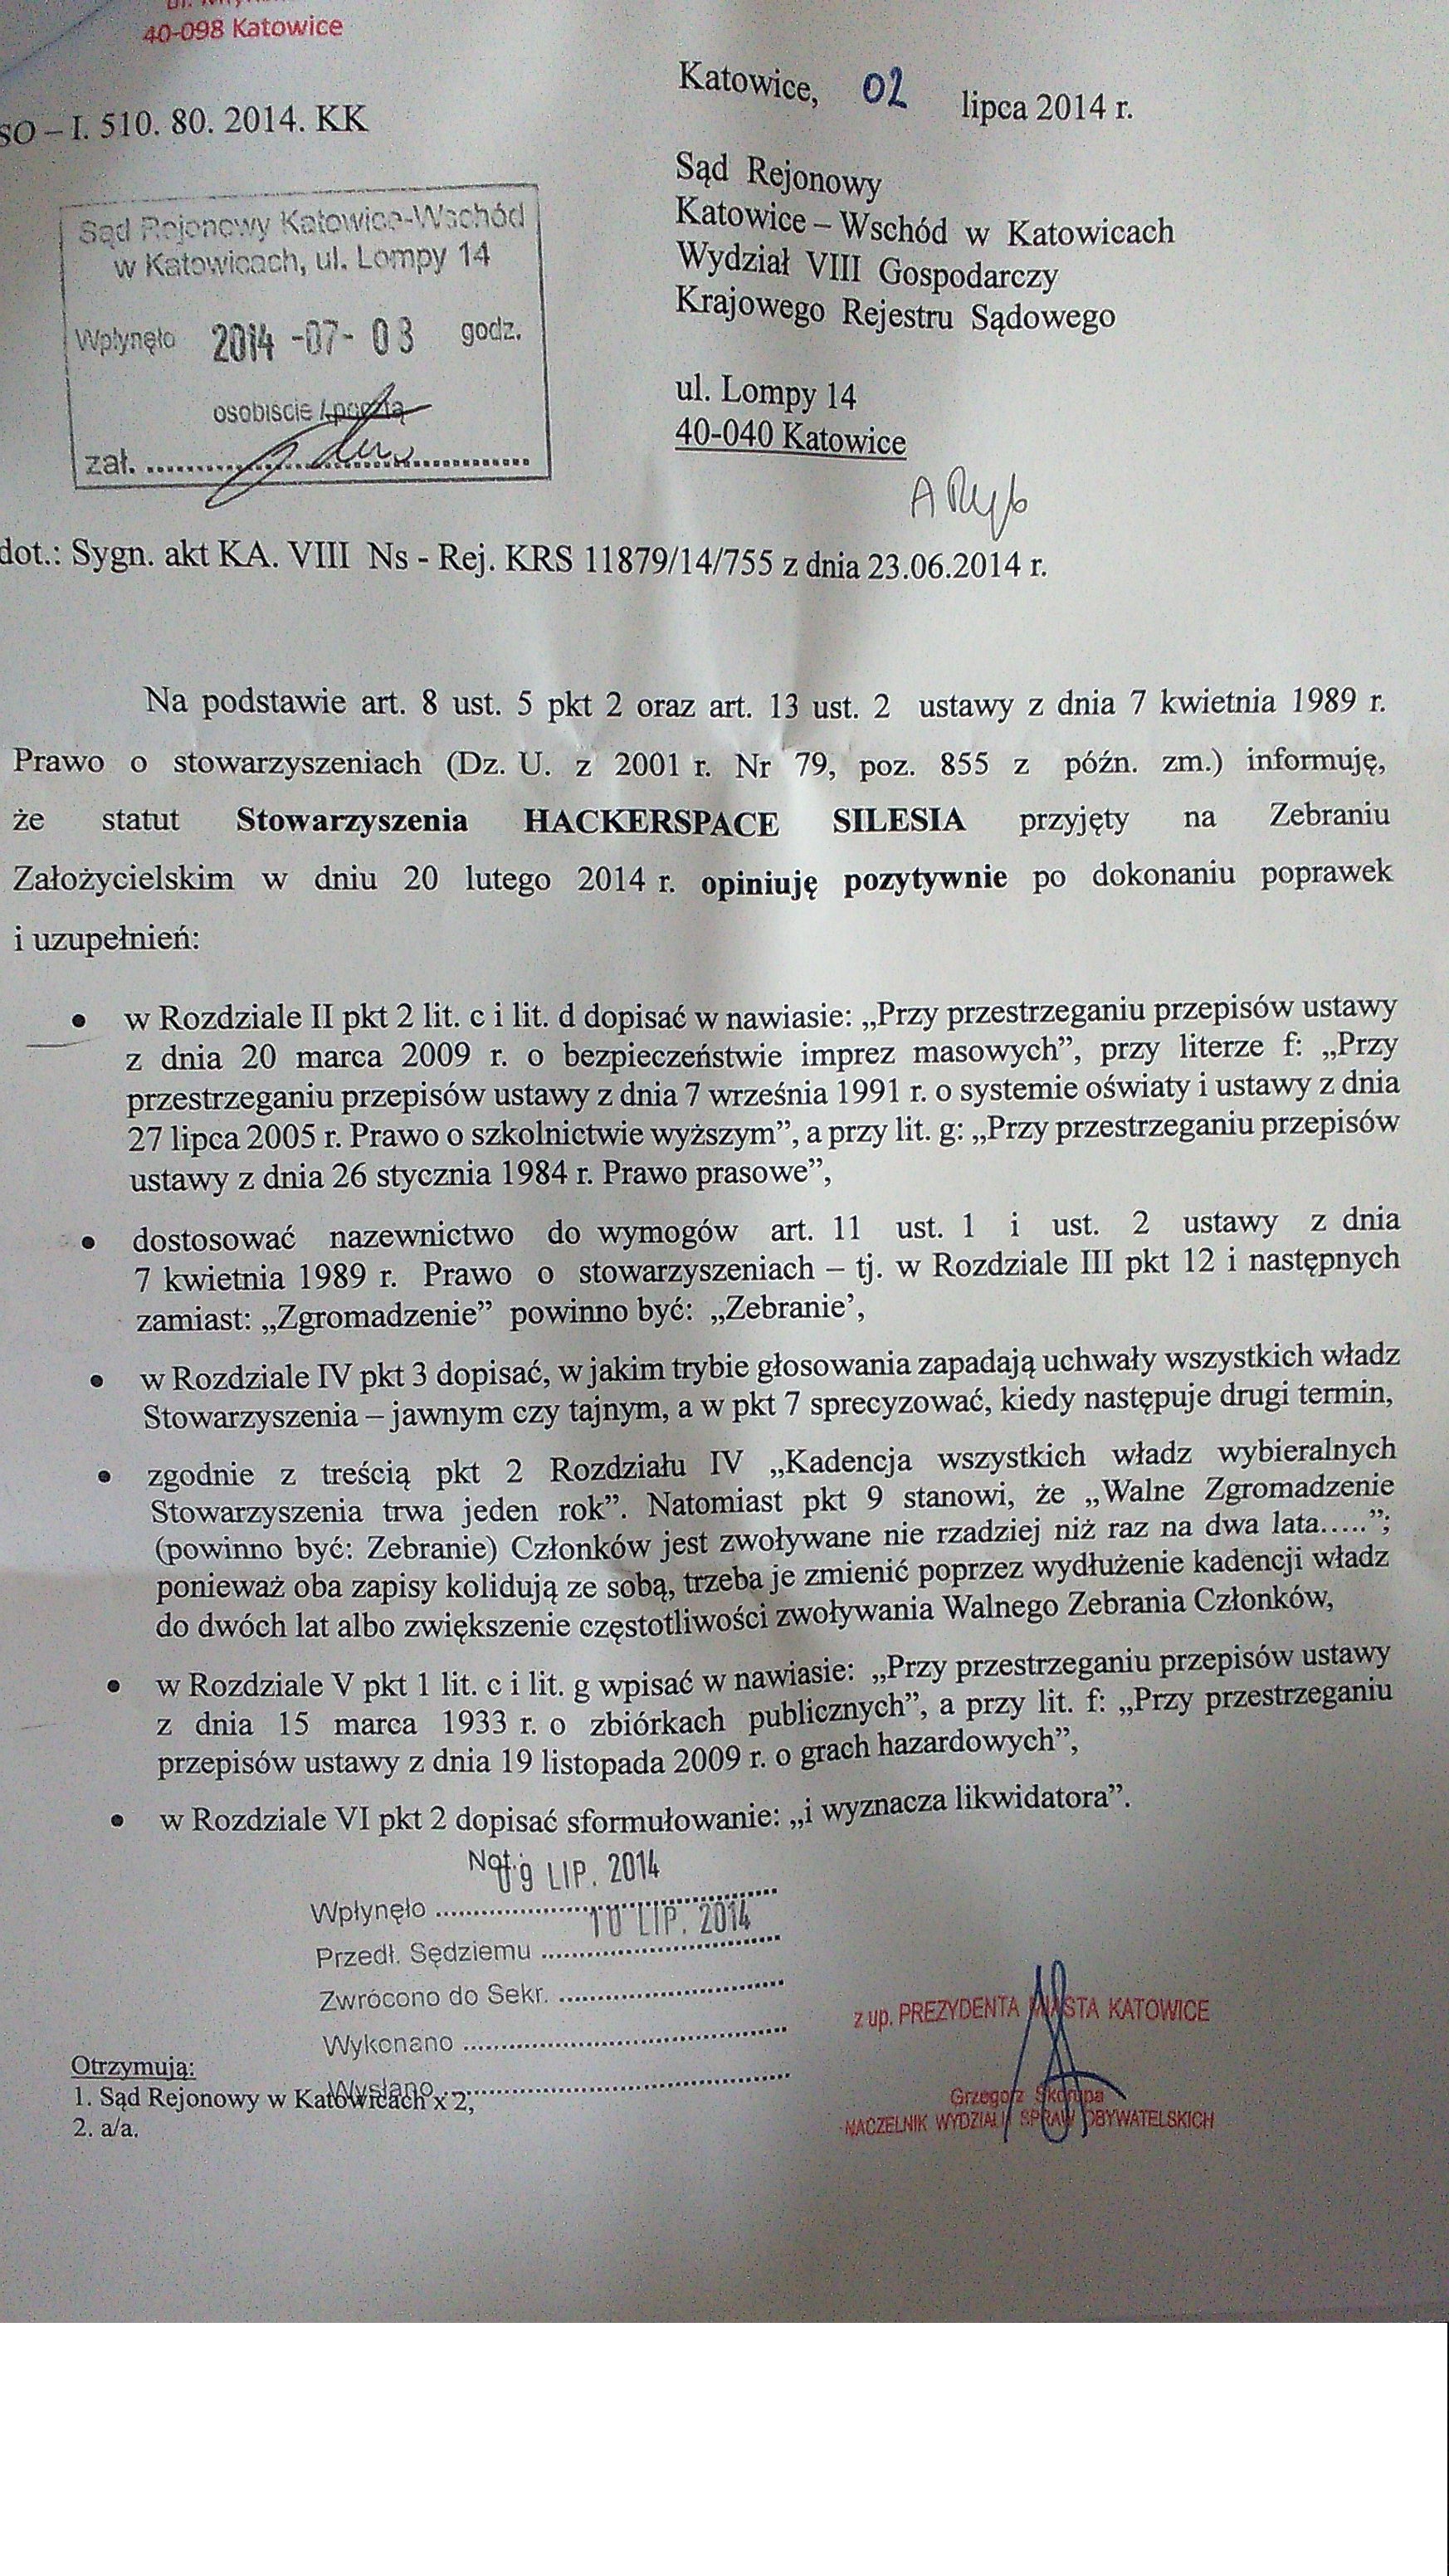 40-098 Katowice
Katowice, 02 lipca 2014 r.
SO – I. 510. 80. 2014. KK
Sąd Rejonowy
Katowice – Wschód w Katowicach
Wydział VIII Gospodarczy
Krajowego Rejestru Sądowego
Sąd Rejonowy Katowice-Wschód
w Katowicach, ul. Lompy 14
Wpłynęło 2014 -07- 03 godz.
osobiście / pocztą
zał.
ul. Lompy 14
40-040 Katowice
dot.: Sygn. akt KA. VIII Ns - Rej. KRS 11879/14/755 z dnia 23.06.2014 r.
Na podstawie art. 8 ust. 5 pkt 2 oraz art. 13 ust. 2 ustawy z dnia 7 kwietnia 1989 r.
Prawo o stowarzyszeniach (Dz. U. z 2001 r. Nr 79, poz. 855 z późn. zm.) informuję,
że statut Stowarzyszenia HACKERSPACE SILESIA przyjęty na Zebraniu
Założycielskim w dniu 20 lutego 2014 r. opiniuję pozytywnie po dokonaniu poprawek
i uzupełnień:
• w Rozdziale II pkt 2 lit. c i lit. d dopisać w nawiasie: „Przy przestrzeganiu przepisów ustawy
z dnia 20 marca 2009 r. o bezpieczeństwie imprez masowych”, przy literze f: „Przy
przestrzeganiu przepisów ustawy z dnia 7 września 1991 r. o systemie oświaty i ustawy z dnia
27 lipca 2005 r. Prawo o szkolnictwie wyższym”, a przy lit. g: „Przy przestrzeganiu przepisów
ustawy z dnia 26 stycznia 1984 r. Prawo prasowe”,
• dostosować nazewnictwo do wymogów art. 11 ust. 1 i ust. 2 ustawy z dnia
7 kwietnia 1989 r. Prawo o stowarzyszeniach – tj. w Rozdziale III pkt 12 i następnych
zamiast: „Zgromadzenie” powinno być: „Zebranie’,
• w Rozdziale IV pkt 3 dopisać, w jakim trybie głosowania zapadają uchwały wszystkich władz
Stowarzyszenia – jawnym czy tajnym, a w pkt 7 sprecyzować, kiedy następuje drugi termin,
• zgodnie z treścią pkt 2 Rozdziału IV „Kadencja wszystkich władz wybieralnych
Stowarzyszenia trwa jeden rok”. Natomiast pkt 9 stanowi, że „Walne Zgromadzenie
(powinno być: Zebranie) Członków jest zwoływane nie rzadziej niż raz na dwa lata.....”;
ponieważ oba zapisy kolidują ze sobą, trzeba je zmienić poprzez wydłużenie kadencji władz
do dwóch lat albo zwiększenie częstotliwości zwoływania Walnego Zebrania Członków,
• w Rozdziale V pkt 1 lit. c i lit. g wpisać w nawiasie: „Przy przestrzeganiu przepisów ustawy
z dnia 15 marca 1933 r. o zbiórkach publicznych”, a przy lit. f: „Przy przestrzeganiu
przepisów ustawy z dnia 19 listopada 2009 r. o grach hazardowych”,
• w Rozdziale VI pkt 2 dopisać sformułowanie: „i wyznacza likwidatora”.
Not.:
Wpłynęło 09 LIP. 2014
Przedł. Sędziemu 10 LIP. 2014
Zwrócono do Sekr.
Wykonano
Wysłano
z up. PREZYDENTA MIASTA KATOWICE
Grzegorz
NACZELNIK WYDZIAŁU SPRAW OBYWATELSKICH
Otrzymują:
1. Sąd Rejonowy w Katowicach x 2,
2. a/a.